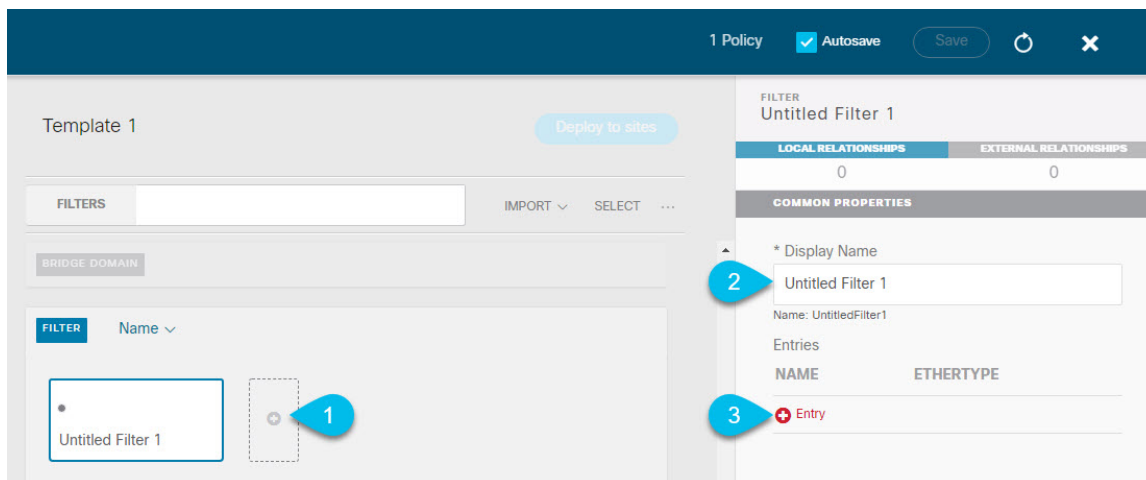 1 Policy Autosave Save
Template 1 Deploy to sites
FILTERS IMPORT SELECT ...
BRIDGE DOMAIN
FILTER Name
Untitled Filter 1
1
FILTER
Untitled Filter 1
LOCAL RELATIONSHIPS EXTERNAL RELATIONSHIPS
0 0
COMMON PROPERTIES
* Display Name
2 Untitled Filter 1
Name: UntitledFilter1
Entries
NAME ETHERTYPE
3 Entry